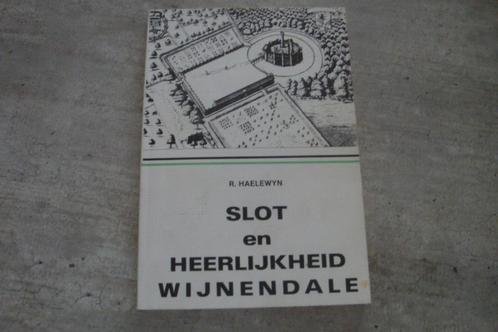 R. HAELEWYN
SLOT
en
HEERLIJKHEID
WIJNENDALE